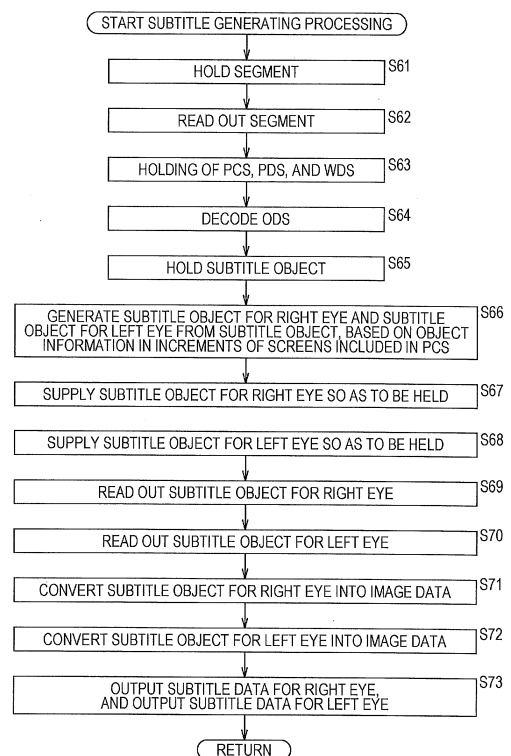 START SUBTITLE GENERATING PROCESSING
HOLD SEGMENT
S61
READ OUT SEGMENT
S62
HOLDING OF PCS, PDS, AND WDS
S63
DECODE ODS
S64
HOLD SUBTITLE OBJECT
S65
GENERATE SUBTITLE OBJECT FOR RIGHT EYE AND SUBTITLE
OBJECT FOR LEFT EYE FROM SUBTITLE OBJECT, BASED ON OBJECT
INFORMATION IN INCREMENTS OF SCREENS INCLUDED IN PCS
S66
SUPPLY SUBTITLE OBJECT FOR RIGHT EYE SO AS TO BE HELD
S67
SUPPLY SUBTITLE OBJECT FOR LEFT EYE SO AS TO BE HELD
S68
READ OUT SUBTITLE OBJECT FOR RIGHT EYE
S69
READ OUT SUBTITLE OBJECT FOR LEFT EYE
S70
CONVERT SUBTITLE OBJECT FOR RIGHT EYE INTO IMAGE DATA
S71
CONVERT SUBTITLE OBJECT FOR LEFT EYE INTO IMAGE DATA
S72
OUTPUT SUBTITLE DATA FOR RIGHT EYE,
AND OUTPUT SUBTITLE DATA FOR LEFT EYE
S73
RETURN